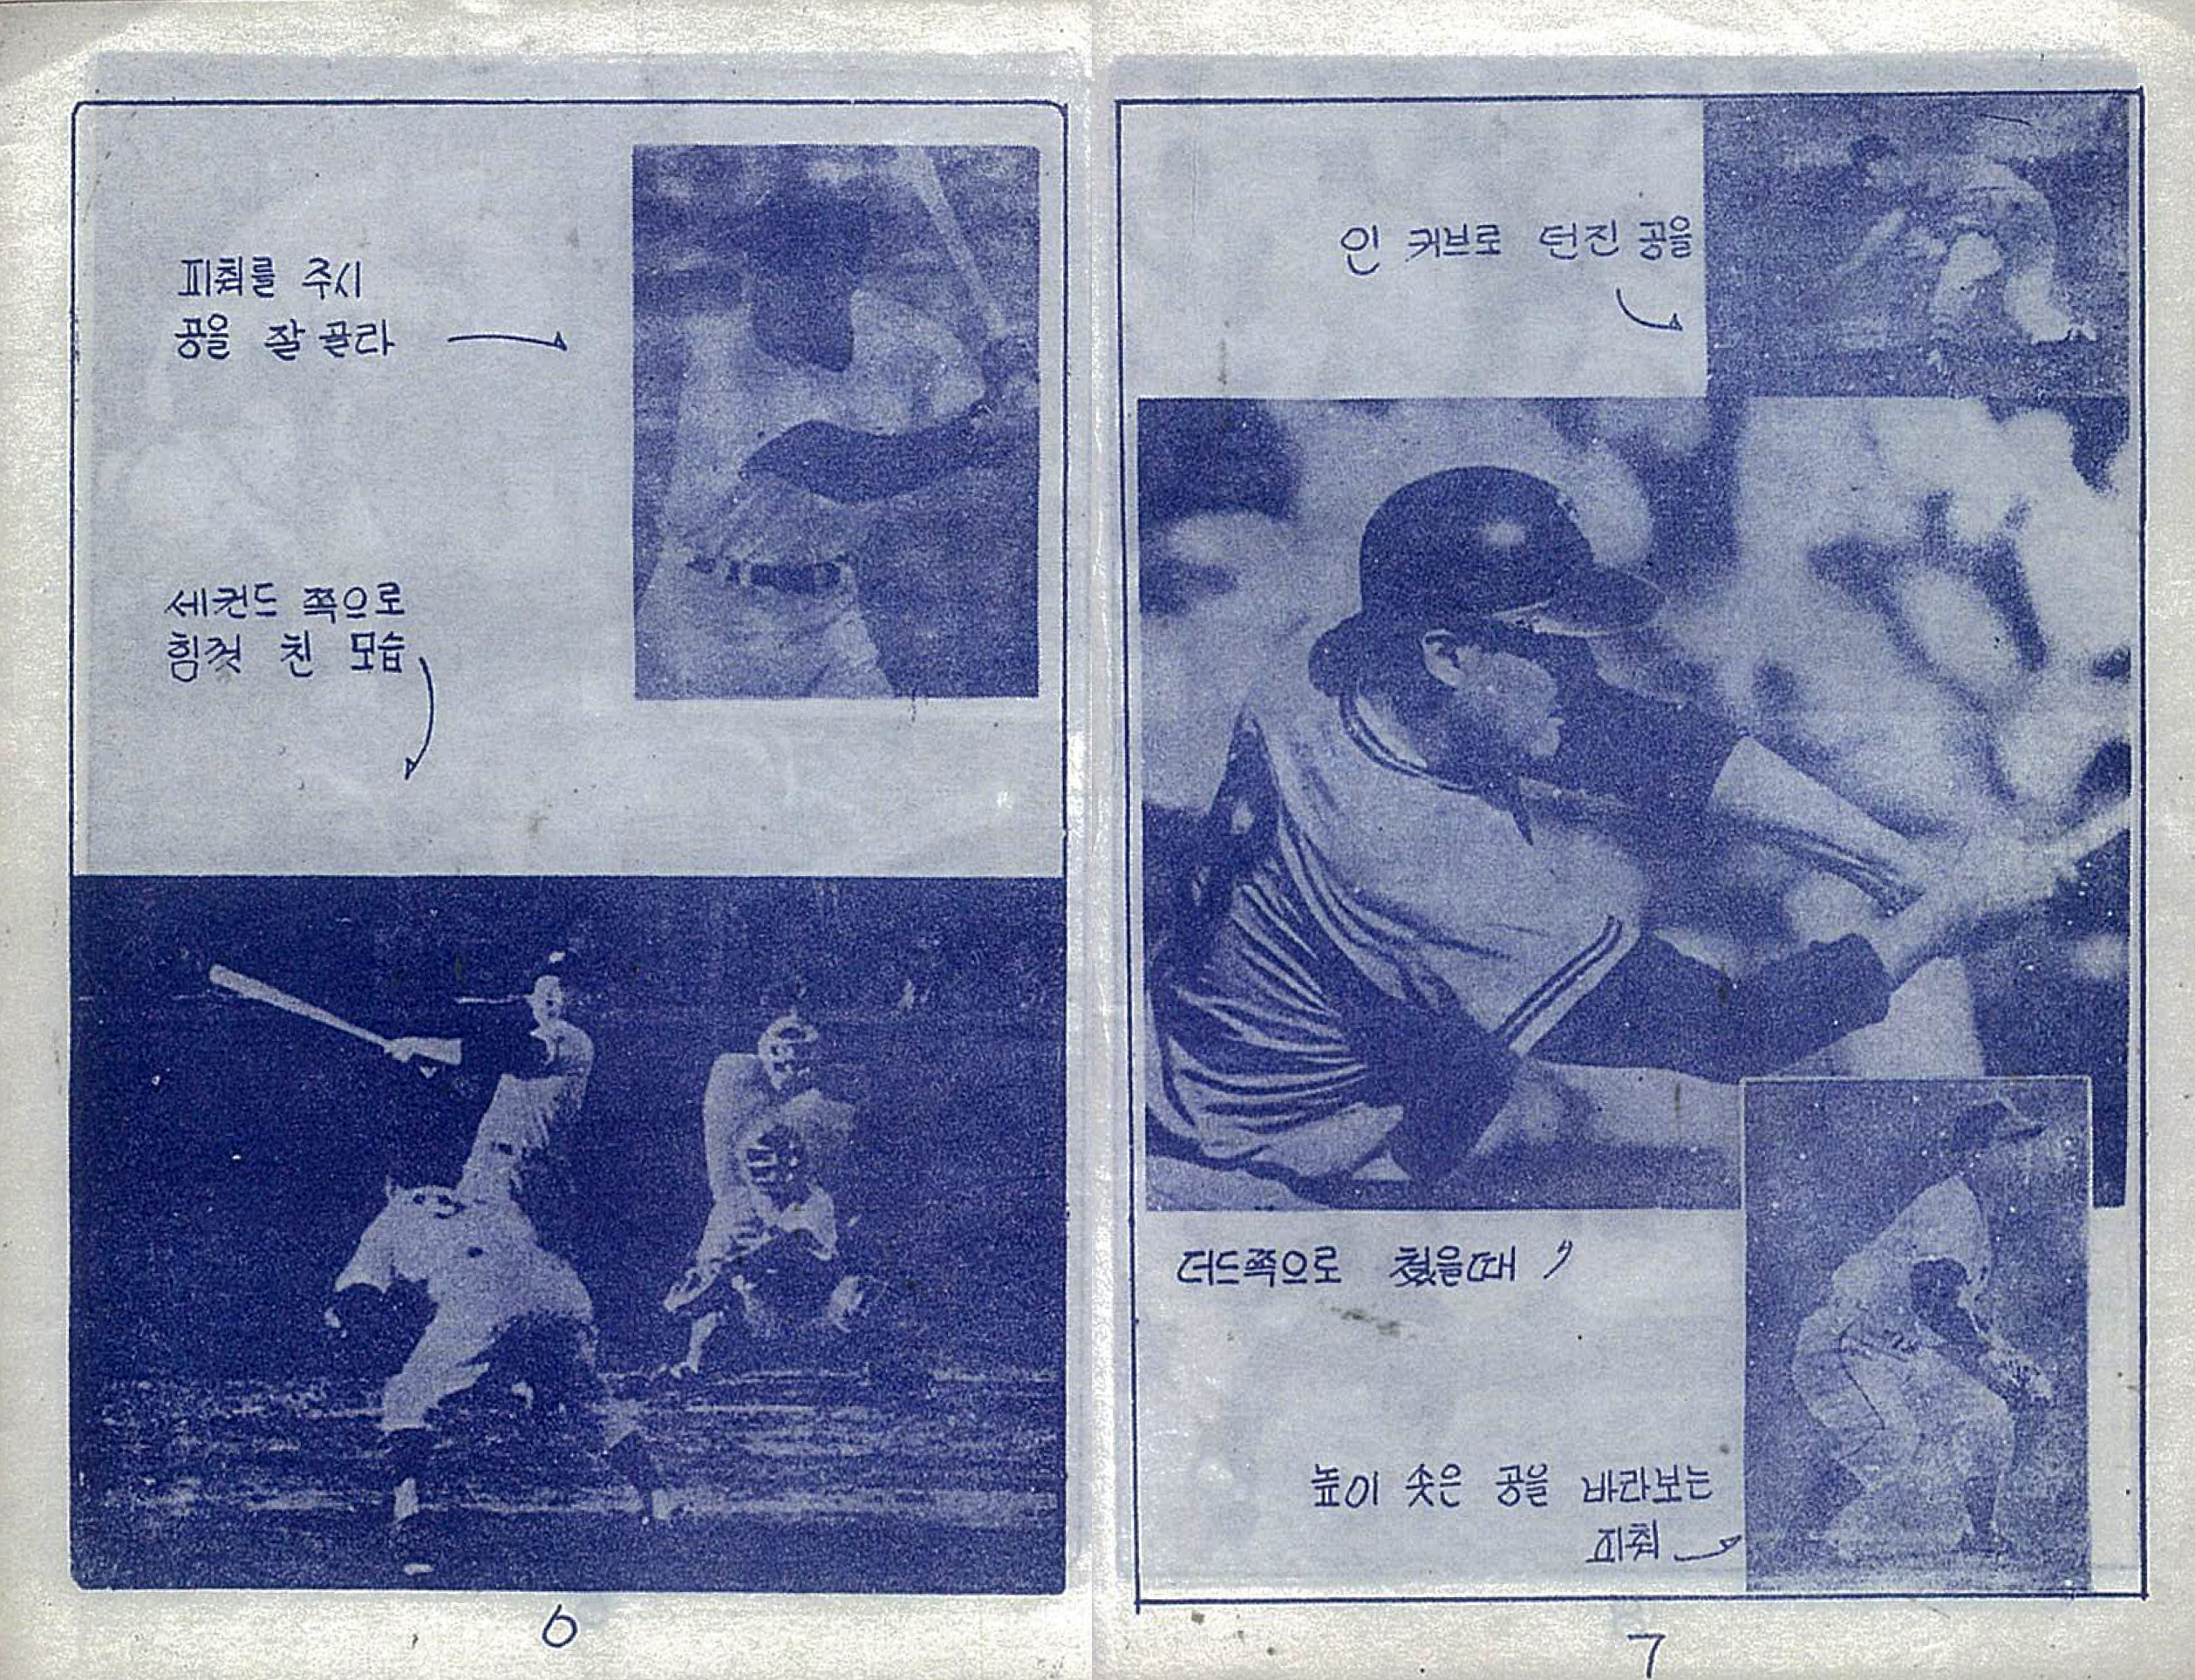 피춰를 주시
공을 잘 골라
세컨드 쪽으로
힘껏 친 모습
6
인 커브로 던진 공을
더드쪽으로 쳤을때
높이 솟은 공을 바라보는
피춰
7